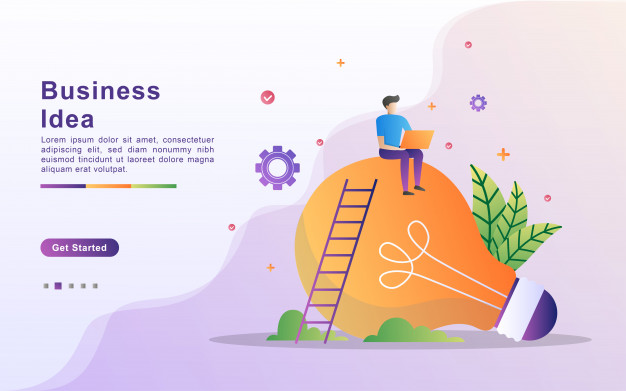 Business
Idea
Lorem ipsum dolor sit amet, consectetuer
adipiscing elit, sed diam nonummy nibh
euismod tincidunt ut laoreet dolore magna
aliquam erat volutpat.
Get Started